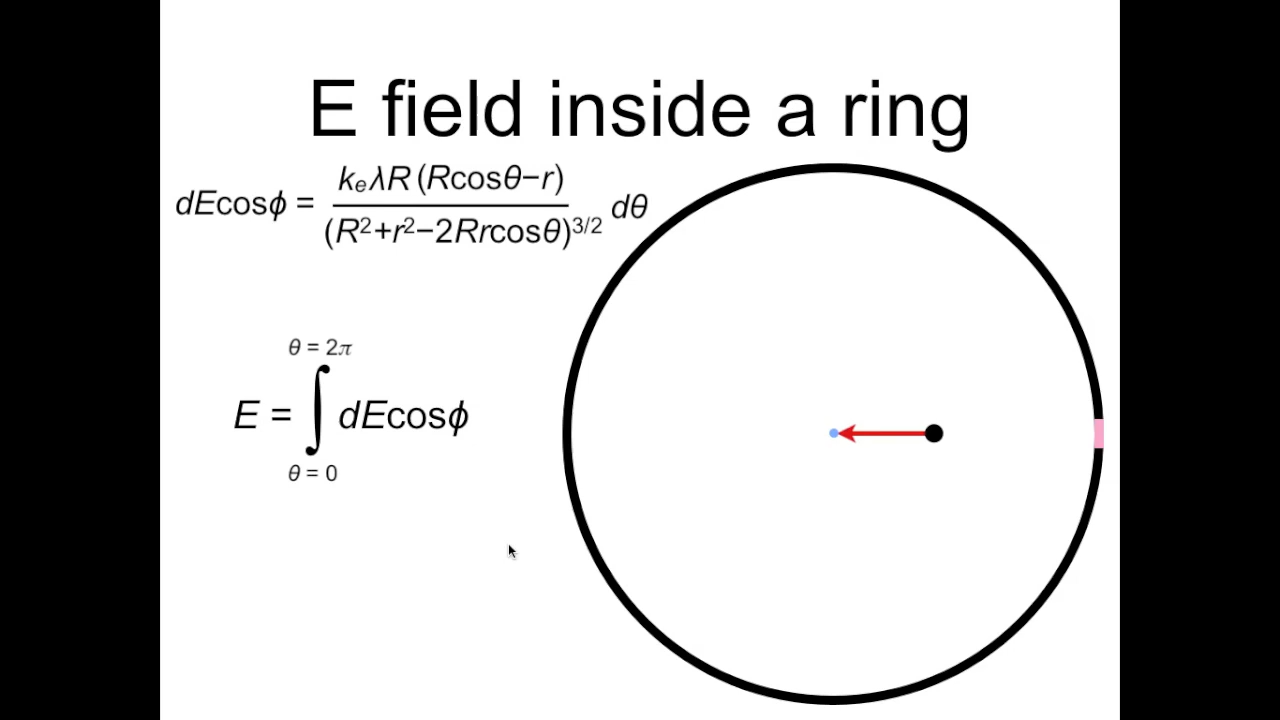 E field inside a ring
dEcosϕ = kₑλR (Rcosθ−r) / (R²+r²−2Rrcosθ)^3/2 dθ
θ = 2π
E = ∫ dEcosϕ
θ = 0